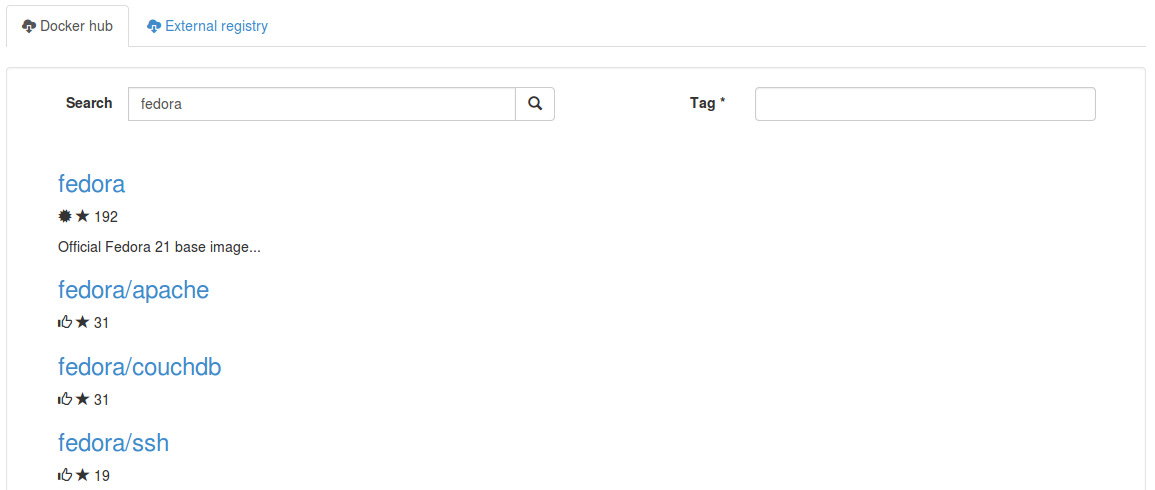 Docker hub External registry
Search fedora Tag *
fedora
192
Official Fedora 21 base image...
fedora/apache
31
fedora/couchdb
31
fedora/ssh
19